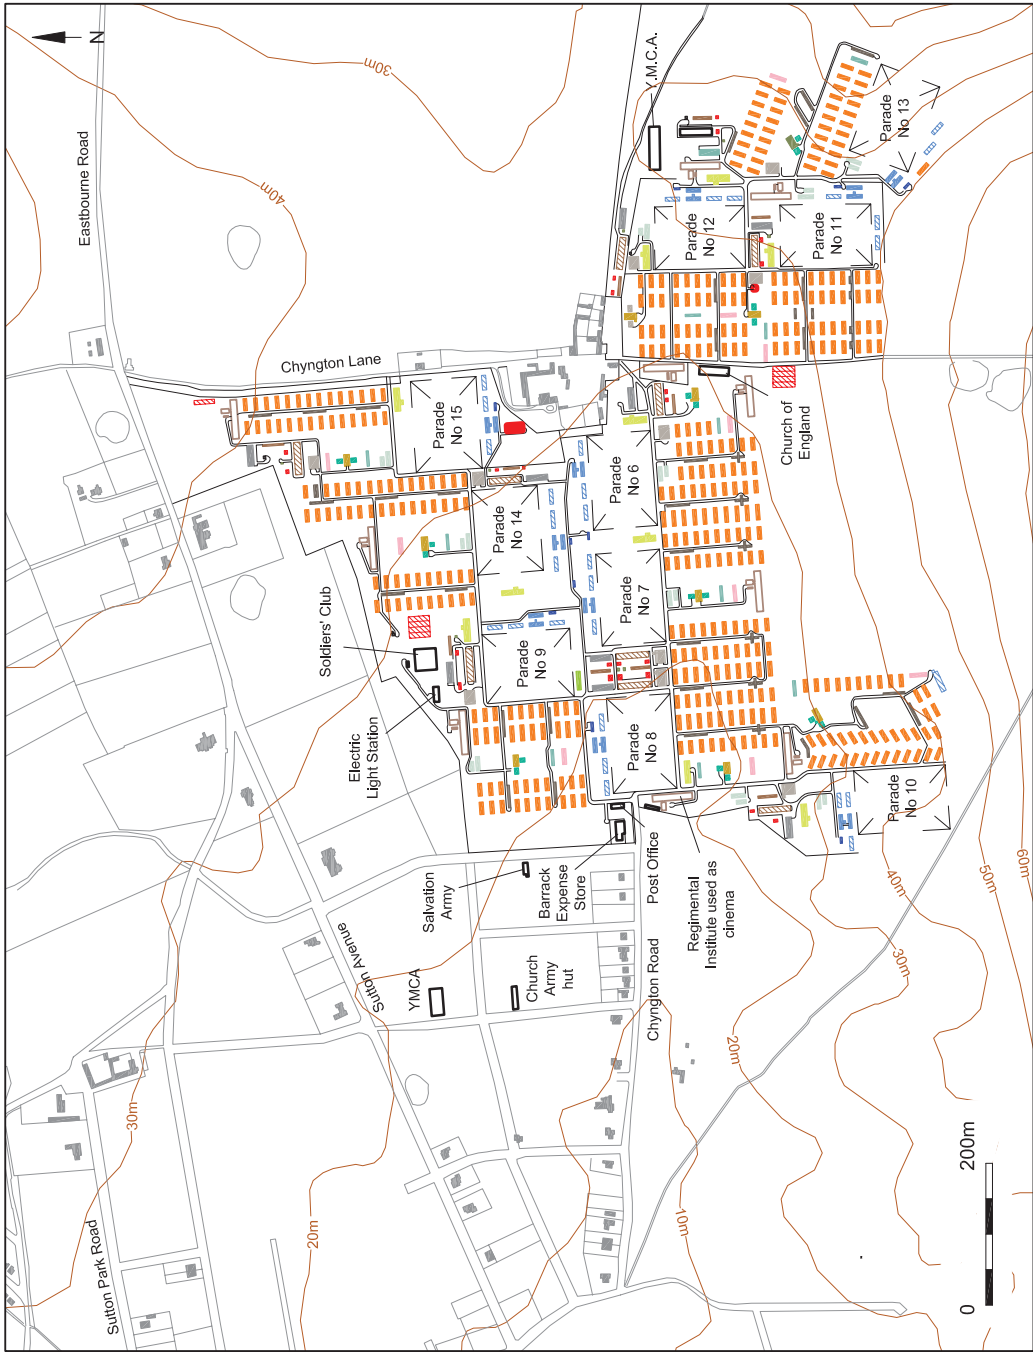 N
Eastbourne Road
30m
40m
Y.M.C.A.
Parade
No 13
Parade
No 12
Parade
No 11
Chyngton Lane
Parade
No 15
Parade
No 14
Parade
No 6
Parade
No 7
Parade
No 9
Parade
No 8
Parade
No 10
Church of
England
Soldiers' Club
Electric
Light Station
Salvation
Army
Barrack
Expense
Store
Post Office
Regimental
Institute used as
cinema
Sutton Avenue
YMCA
Church
Army
hut
Chyngton Road
60m
50m
40m
30m
20m
10m
30m
20m
Sutton Park Road
0
200m